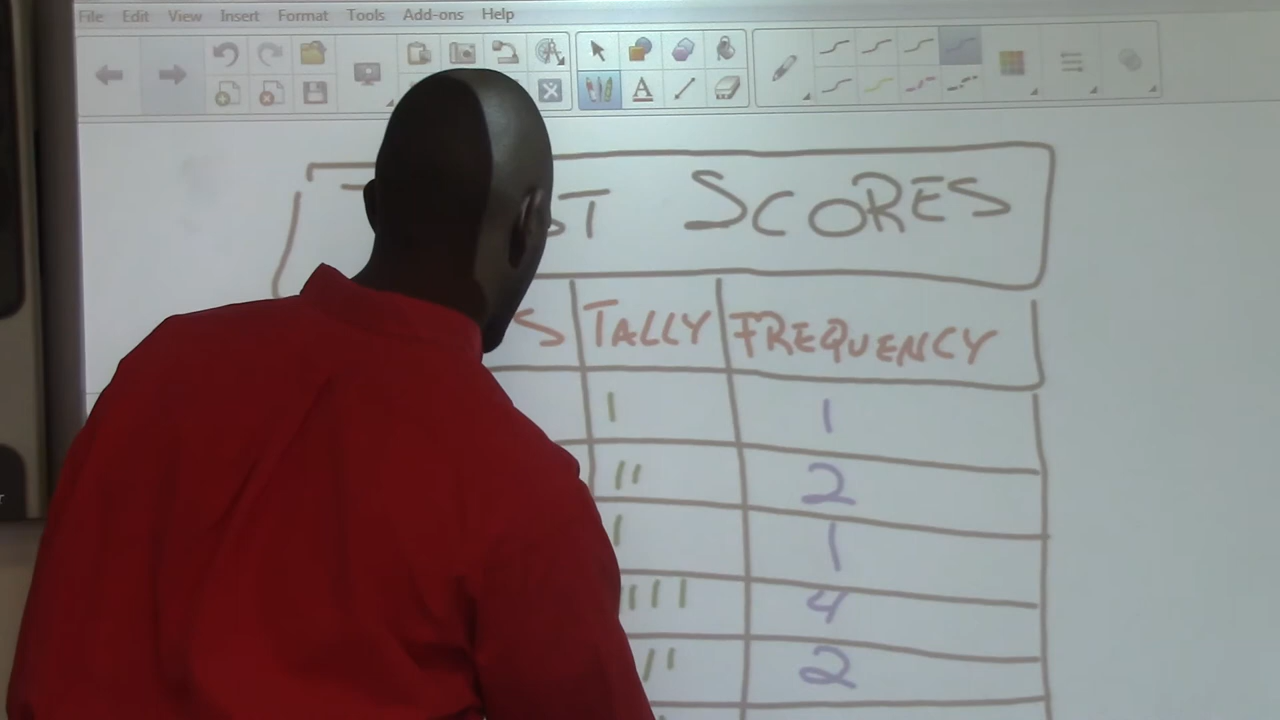 File Edit View Insert Format Tools Add-ons Help
SCORES
TALLY FREQUENCY
1
2
1
4
2